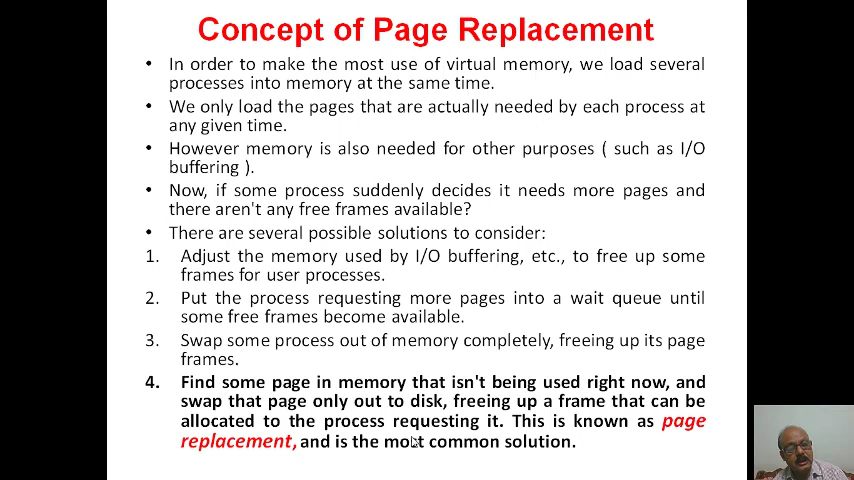 Concept of Page Replacement
• In order to make the most use of virtual memory, we load several
processes into memory at the same time.
• We only load the pages that are actually needed by each process at
any given time.
• However memory is also needed for other purposes ( such as I/O
buffering ).
• Now, if some process suddenly decides it needs more pages and
there aren't any free frames available?
• There are several possible solutions to consider:
1. Adjust the memory used by I/O buffering, etc., to free up some
frames for user processes.
2. Put the process requesting more pages into a wait queue until
some free frames become available.
3. Swap some process out of memory completely, freeing up its page
frames.
4. Find some page in memory that isn't being used right now, and
swap that page only out to disk, freeing up a frame that can be
allocated to the process requesting it. This is known as page
replacement, and is the most common solution.